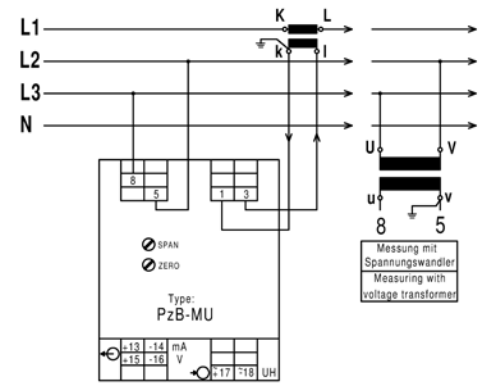 K L
L1
k l
L2
L3
N
U V
8
5 1 3
u v
8 5
SPAN
ZERO
Messung mit
Spannungswandler
Measuring with
voltage transformer
Type:
PzB-MU
+13 -14 mA
+15 -16 V
~+17 ~-18 UH